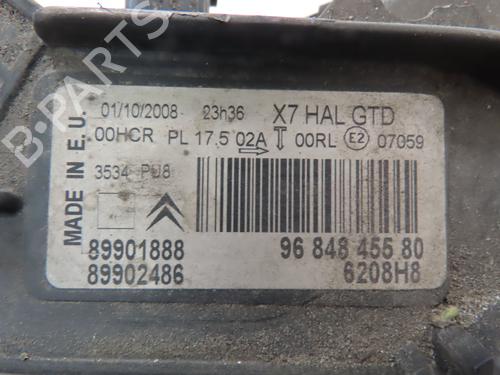 01/10/2008 23h36 X7 HAL GTD
00HCR PL 17,5 02A T 00RL E2 07059
3534 PJ8
MADE IN E.U.
89901888 96 848 455 80
89902486 6208H8
B-PARTS